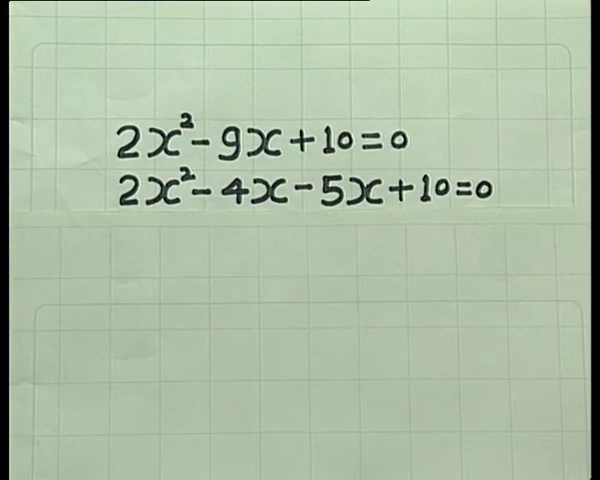 2x² - 9x + 10 = 0
2x² - 4x - 5x + 10 = 0